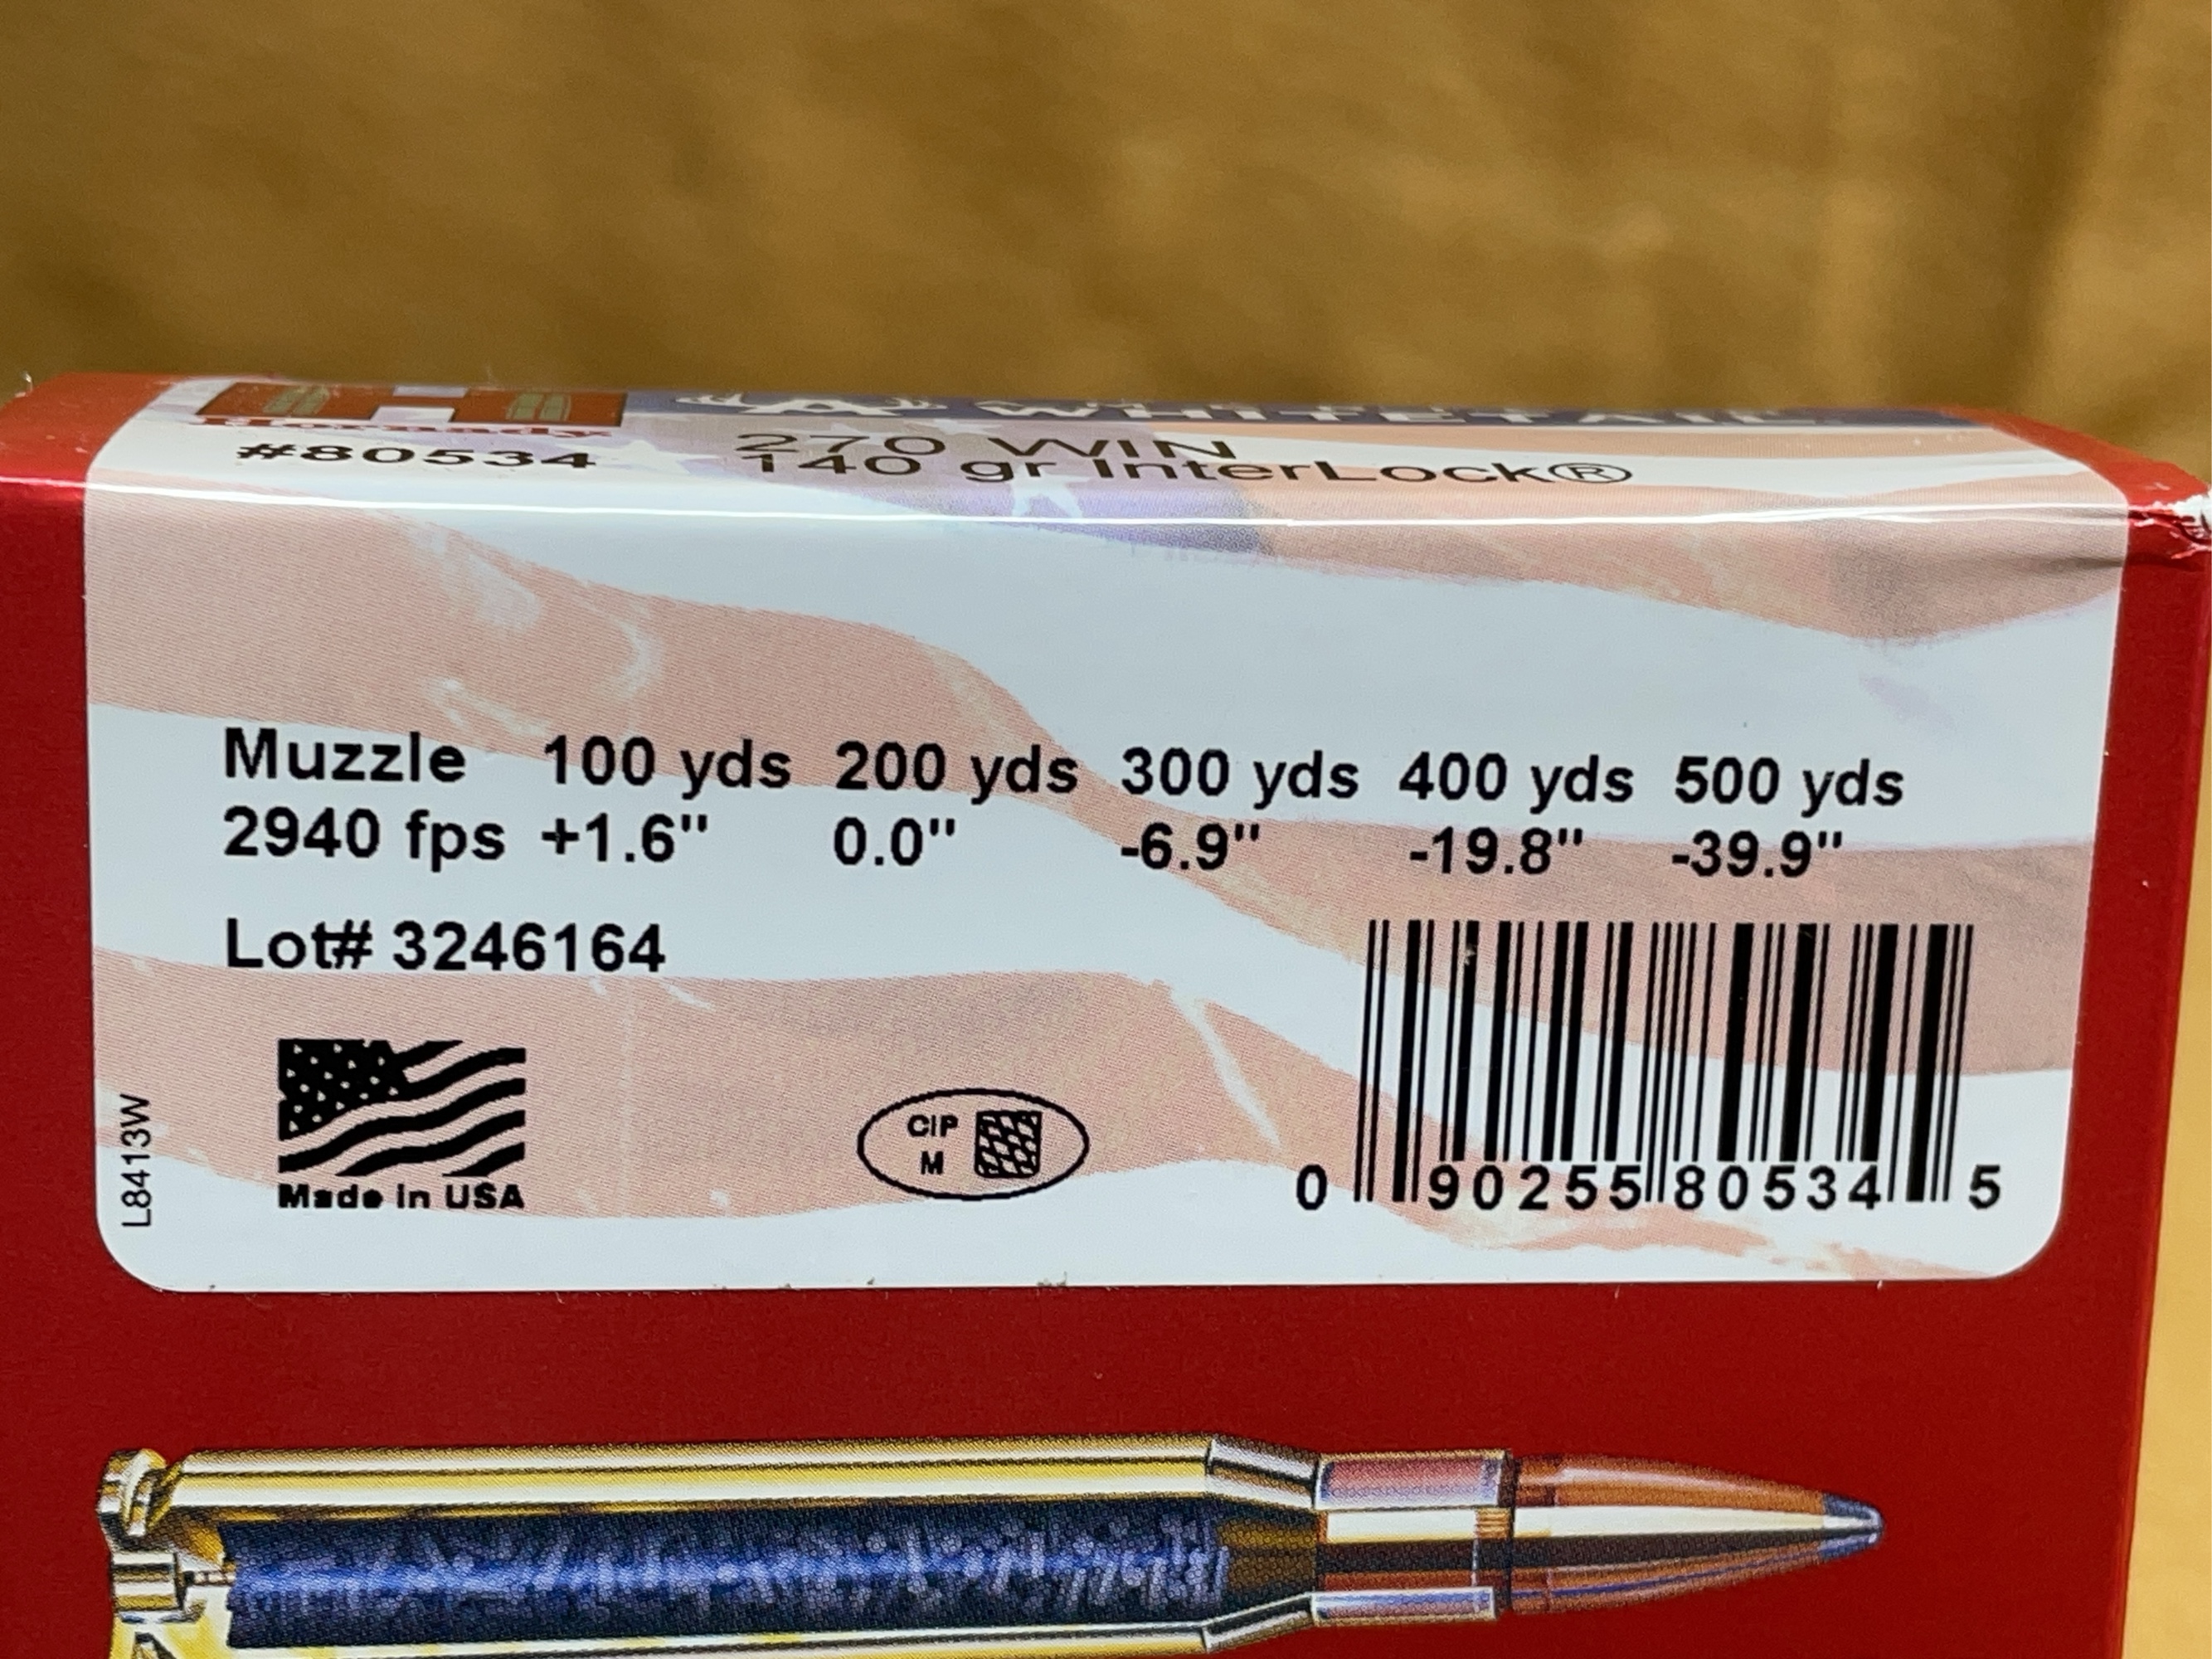 Hornady
WHITETAIL
#80534
270 WIN
140 gr InterLock®
Muzzle 100 yds 200 yds 300 yds 400 yds 500 yds
2940 fps +1.6" 0.0" -6.9" -19.8" -39.9"
Lot# 3246164
L8413W
Made in USA
CIP
M
0 90255 80534 5